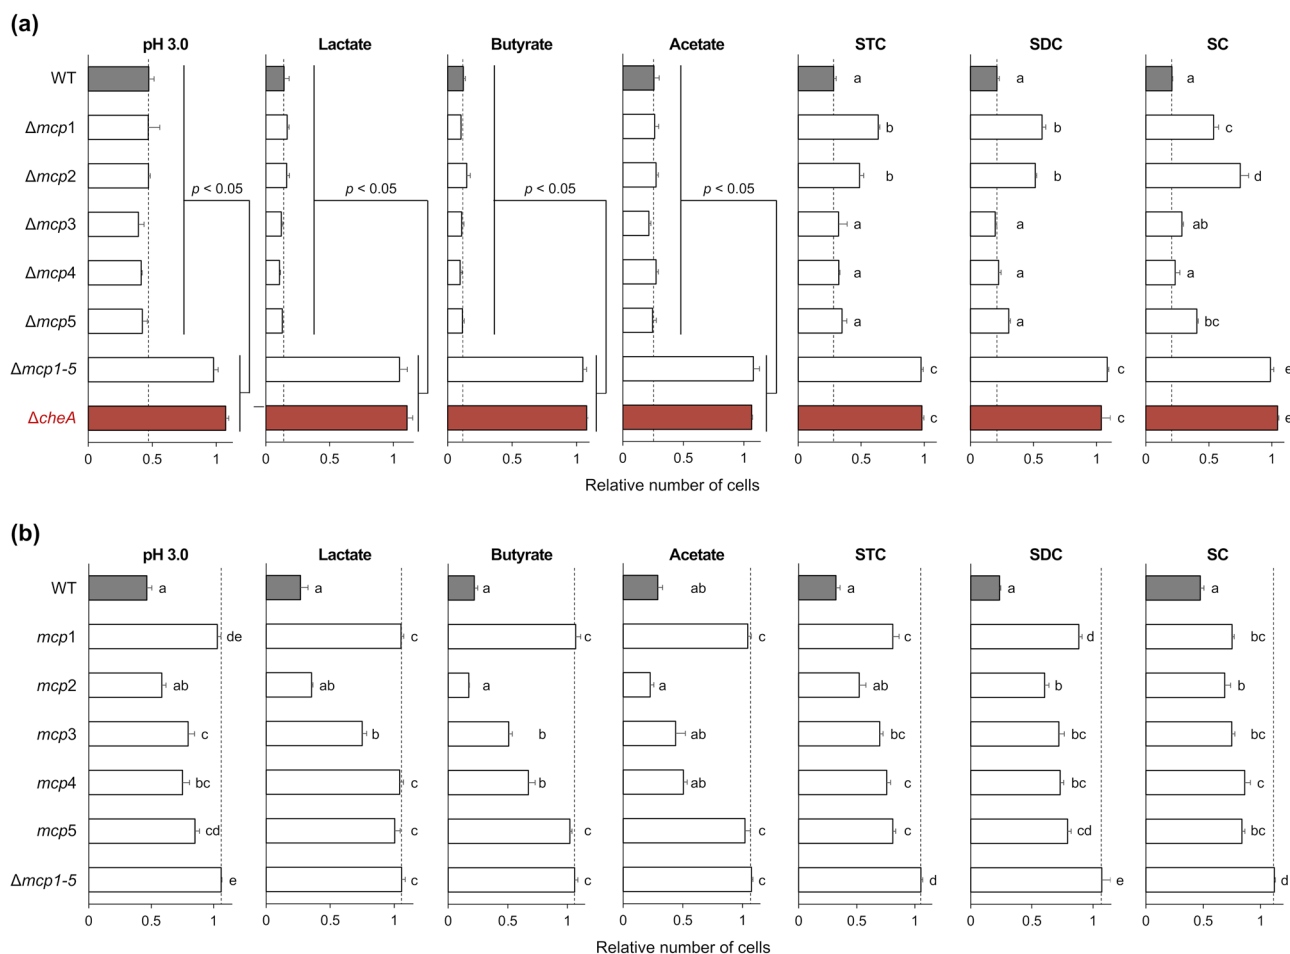 (a)
pH 3.0 Lactate Butyrate Acetate STC SDC SC
WT a a a
Δmcp1 b b c
Δmcp2 b b d
p < 0.05 p < 0.05 p < 0.05 p < 0.05
Δmcp3 a a ab
Δmcp4 a a a
Δmcp5 a a bc
Δmcp1-5 c c e
ΔcheA c c e
0 0.5 1 0 0.5 1 0 0.5 1 0 0.5 1 0 0.5 1 0 0.5 1 0 0.5 1
Relative number of cells
(b)
pH 3.0 Lactate Butyrate Acetate STC SDC SC
WT a a a ab a a a
mcp1 de c c c c d bc
mcp2 ab ab a a ab b b
mcp3 c b b ab bc bc bc
mcp4 bc c b ab c bc c
mcp5 cd c c c c cd bc
Δmcp1-5 e c c c d e d
0 0.5 1 0 0.5 1 0 0.5 1 0 0.5 1 0 0.5 1 0 0.5 1 0 0.5 1
Relative number of cells